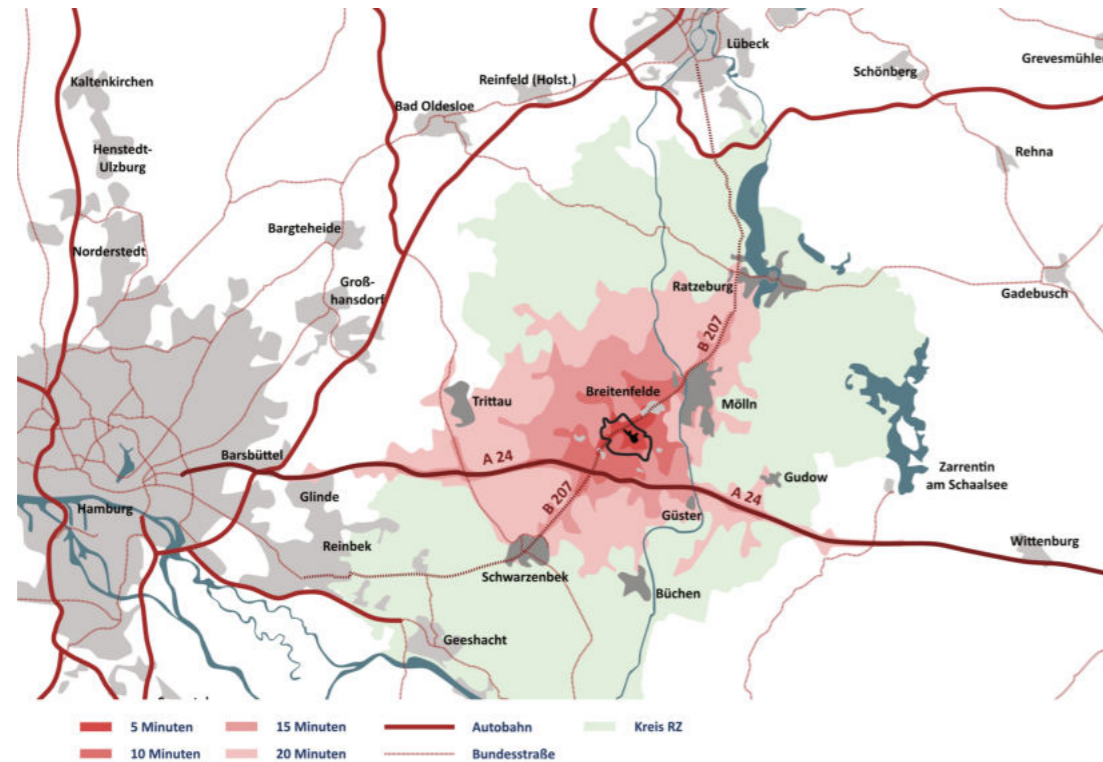 Lübeck
Grevesmühlen
Schönberg
Kaltenkirchen
Reinfeld (Holst.)
Bad Oldesloe
Henstedt-
Ulzburg
Rehna
Bargteheide
Norderstedt
Groß-
hansdorf
Ratzeburg
Gadebusch
B 207
Breitenfelde
Trittau
Mölln
Barsbüttel
A 24
Zarrentin
am Schaalsee
Gudow
Glinde
B 207
A 24
Hamburg
Güster
Reinbek
Wittenburg
Schwarzenbek
Büchen
Geeshacht
5 Minuten
15 Minuten
Autobahn
Kreis RZ
10 Minuten
20 Minuten
Bundesstraße